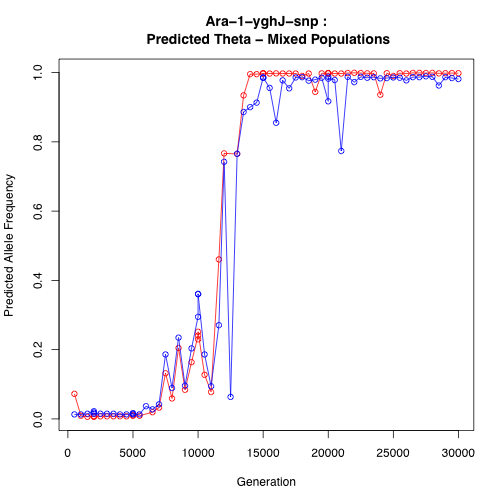 Ara−1−yghJ−snp :
Predicted Theta − Mixed Populations
Predicted Allele Frequency
1.0
0.8
0.6
0.4
0.2
0.0
0 5000 10000 15000 20000 25000 30000
Generation